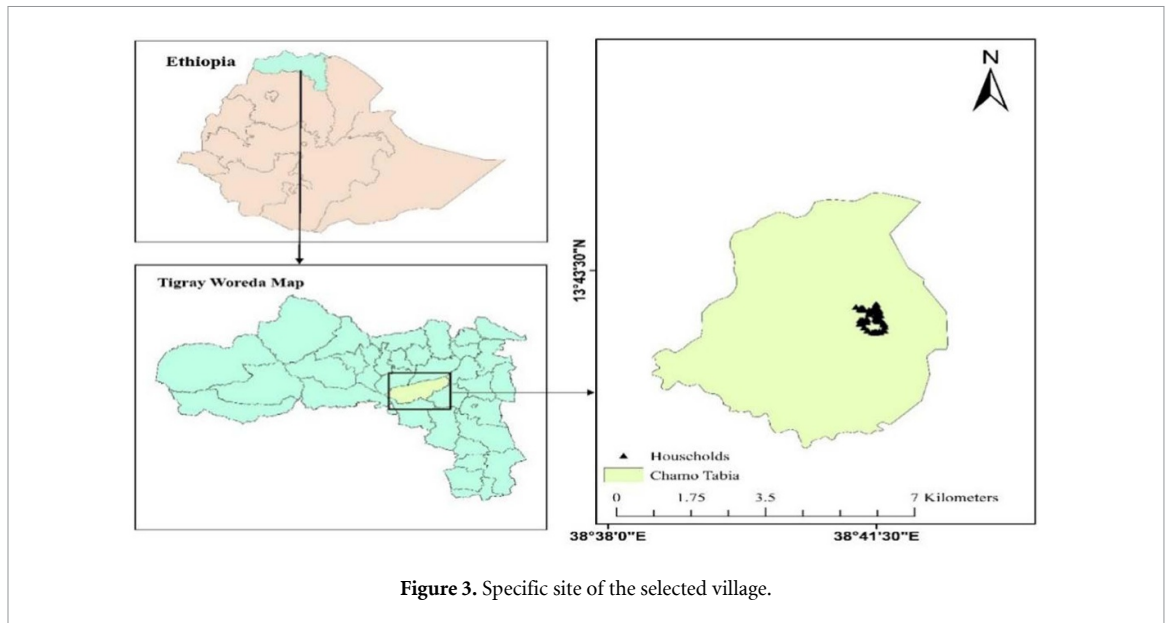 Ethiopia
Tigray Woreda Map
N
13°43'30"N
Households
Chamo Tabia
0 1.75 3.5 7 Kilometers
38°38'0"E 38°41'30"E
Figure 3. Specific site of the selected village.